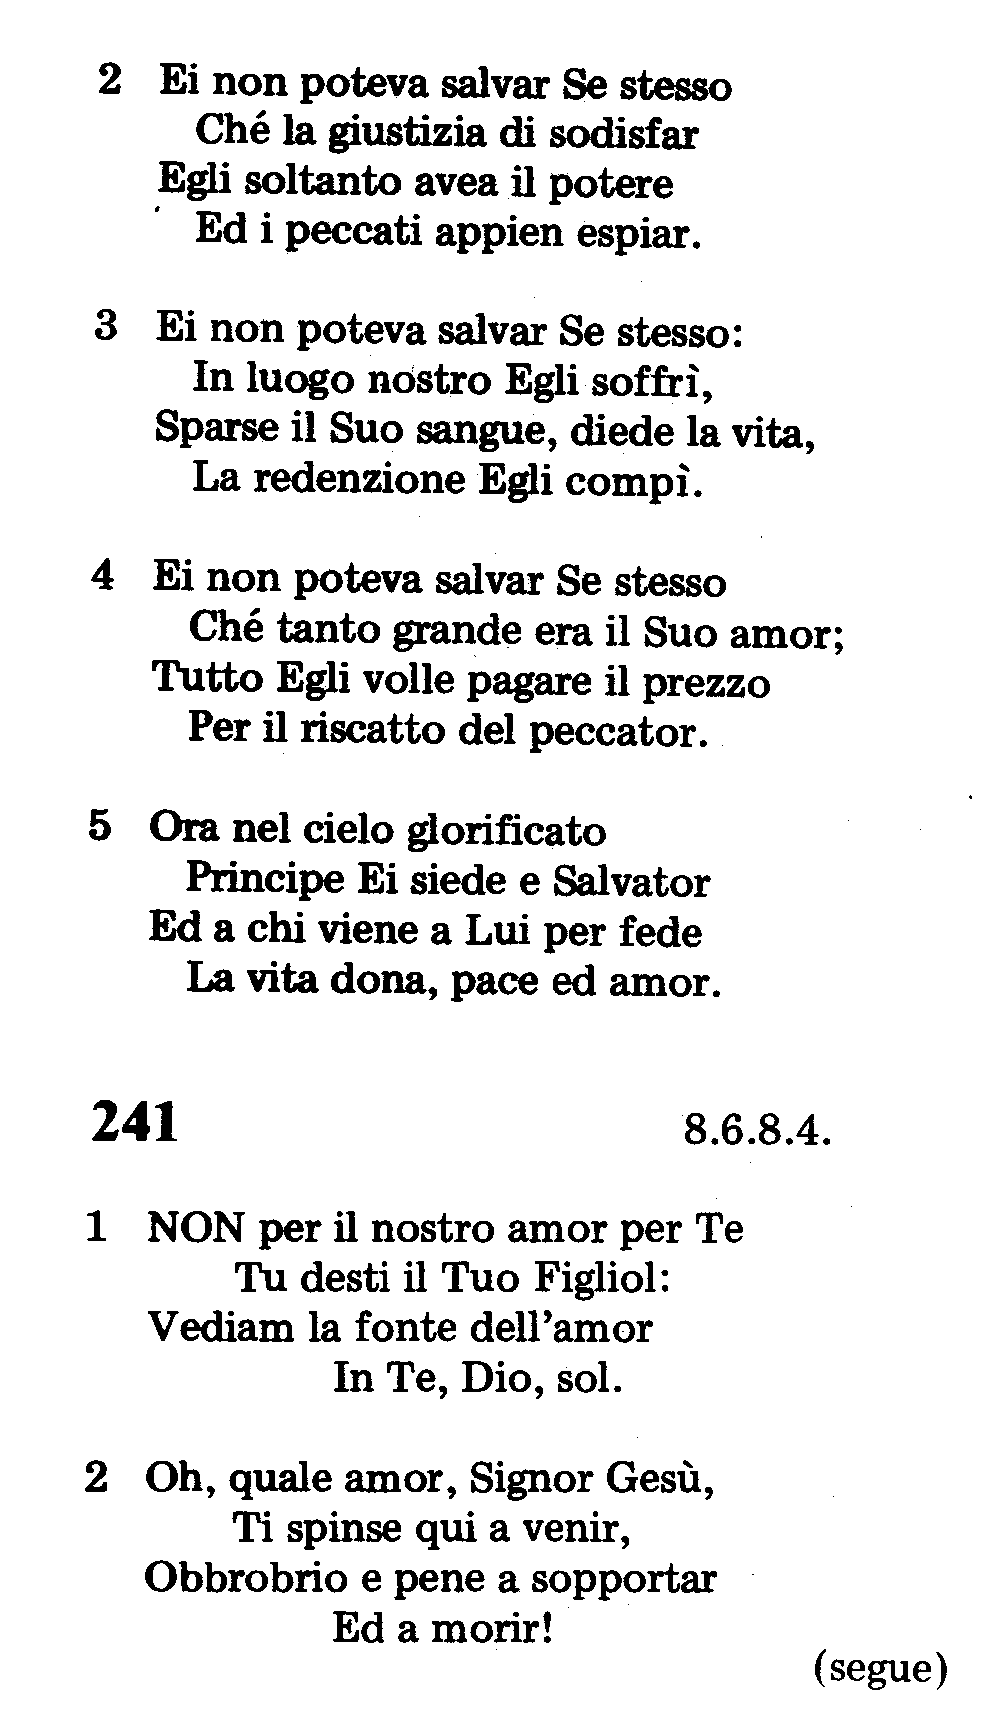 2 Ei non poteva salvar Se stesso
Ché la giustizia di sodisfar
Egli soltanto avea il potere
Ed i peccati appien espiar.
3 Ei non poteva salvar Se stesso:
In luogo nostro Egli soffrì,
Sparse il Suo sangue, diede la vita,
La redenzione Egli compì.
4 Ei non poteva salvar Se stesso
Ché tanto grande era il Suo amor;
Tutto Egli volle pagare il prezzo
Per il riscatto del peccator.
5 Ora nel cielo glorificato
Principe Ei siede e Salvator
Ed a chi viene a Lui per fede
La vita dona, pace ed amor.
241 8.6.8.4.
1 NON per il nostro amor per Te
Tu desti il Tuo Figliol:
Vediam la fonte dell'amor
In Te, Dio, sol.
2 Oh, quale amor, Signor Gesù,
Ti spinse qui a venir,
Obbrobrio e pene a sopportar
Ed a morir!
(segue)